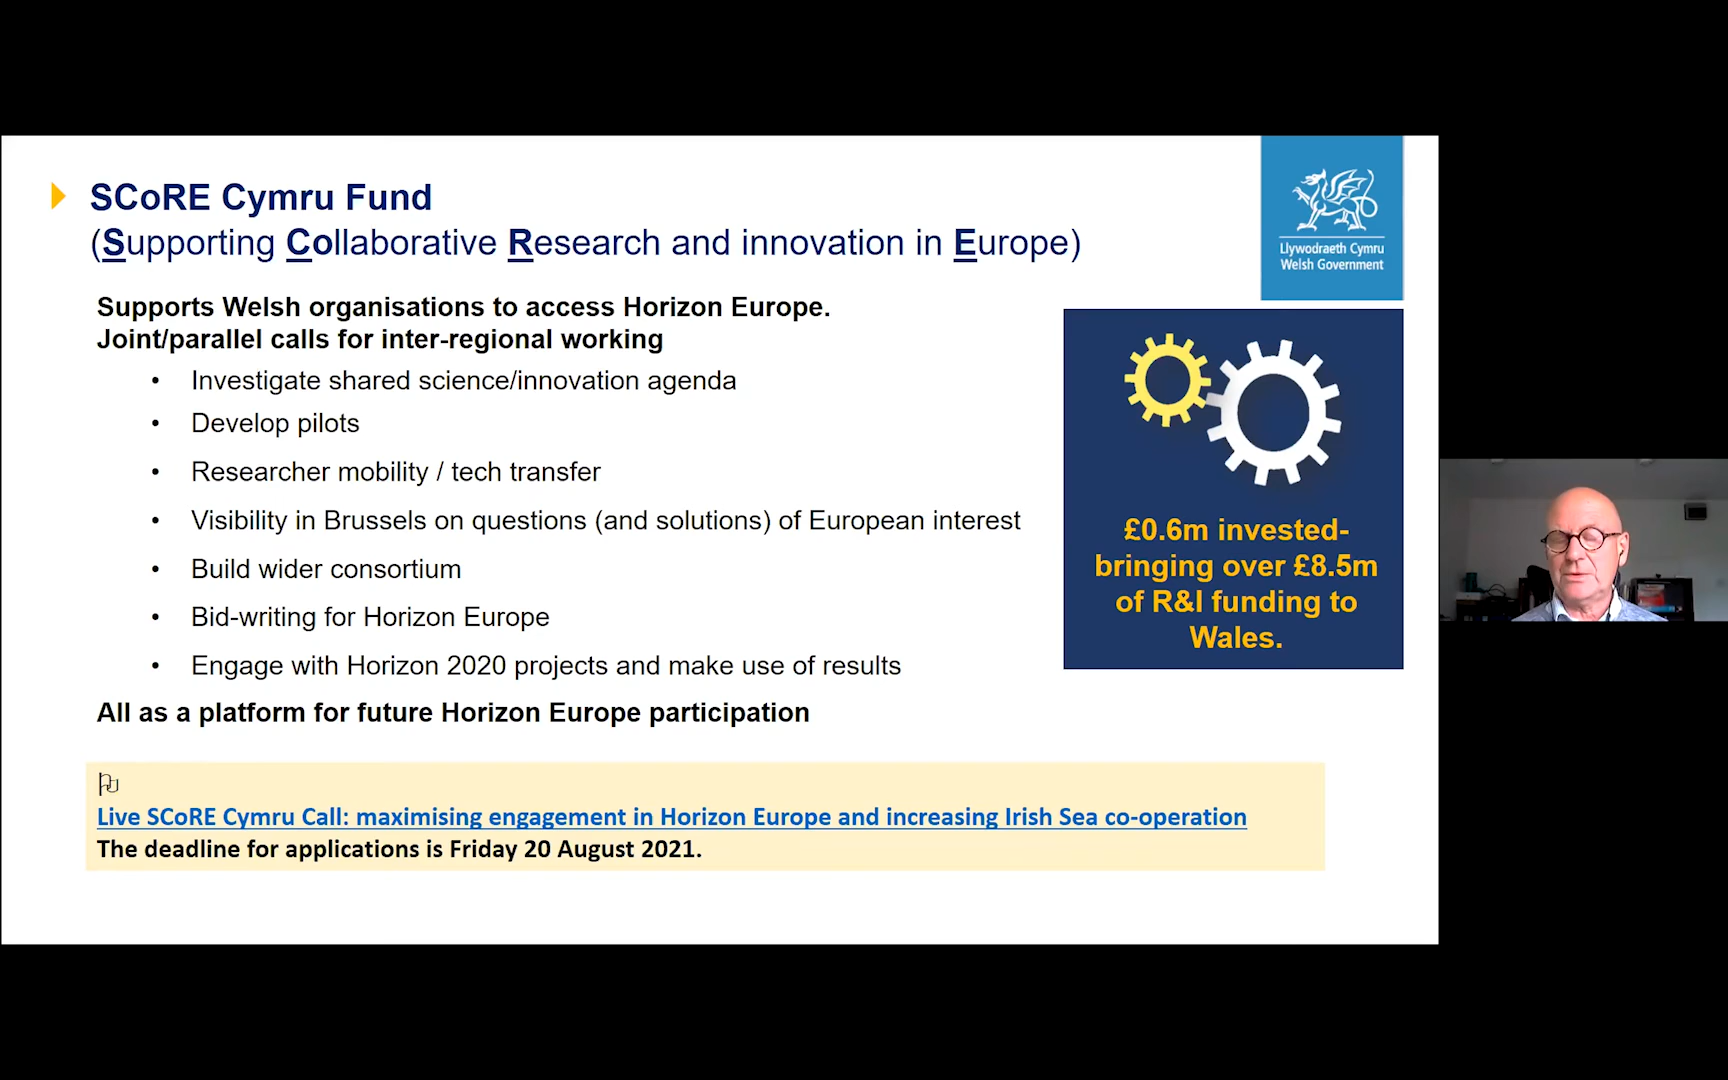 SCoRE Cymru Fund
(Supporting Collaborative Research and innovation in Europe)
Llywodraeth Cymru
Welsh Government
Supports Welsh organisations to access Horizon Europe.
Joint/parallel calls for inter-regional working
• Investigate shared science/innovation agenda
• Develop pilots
• Researcher mobility / tech transfer
• Visibility in Brussels on questions (and solutions) of European interest
• Build wider consortium
• Bid-writing for Horizon Europe
• Engage with Horizon 2020 projects and make use of results
All as a platform for future Horizon Europe participation
£0.6m invested-
bringing over £8.5m
of R&I funding to
Wales.
Live SCoRE Cymru Call: maximising engagement in Horizon Europe and increasing Irish Sea co-operation
The deadline for applications is Friday 20 August 2021.